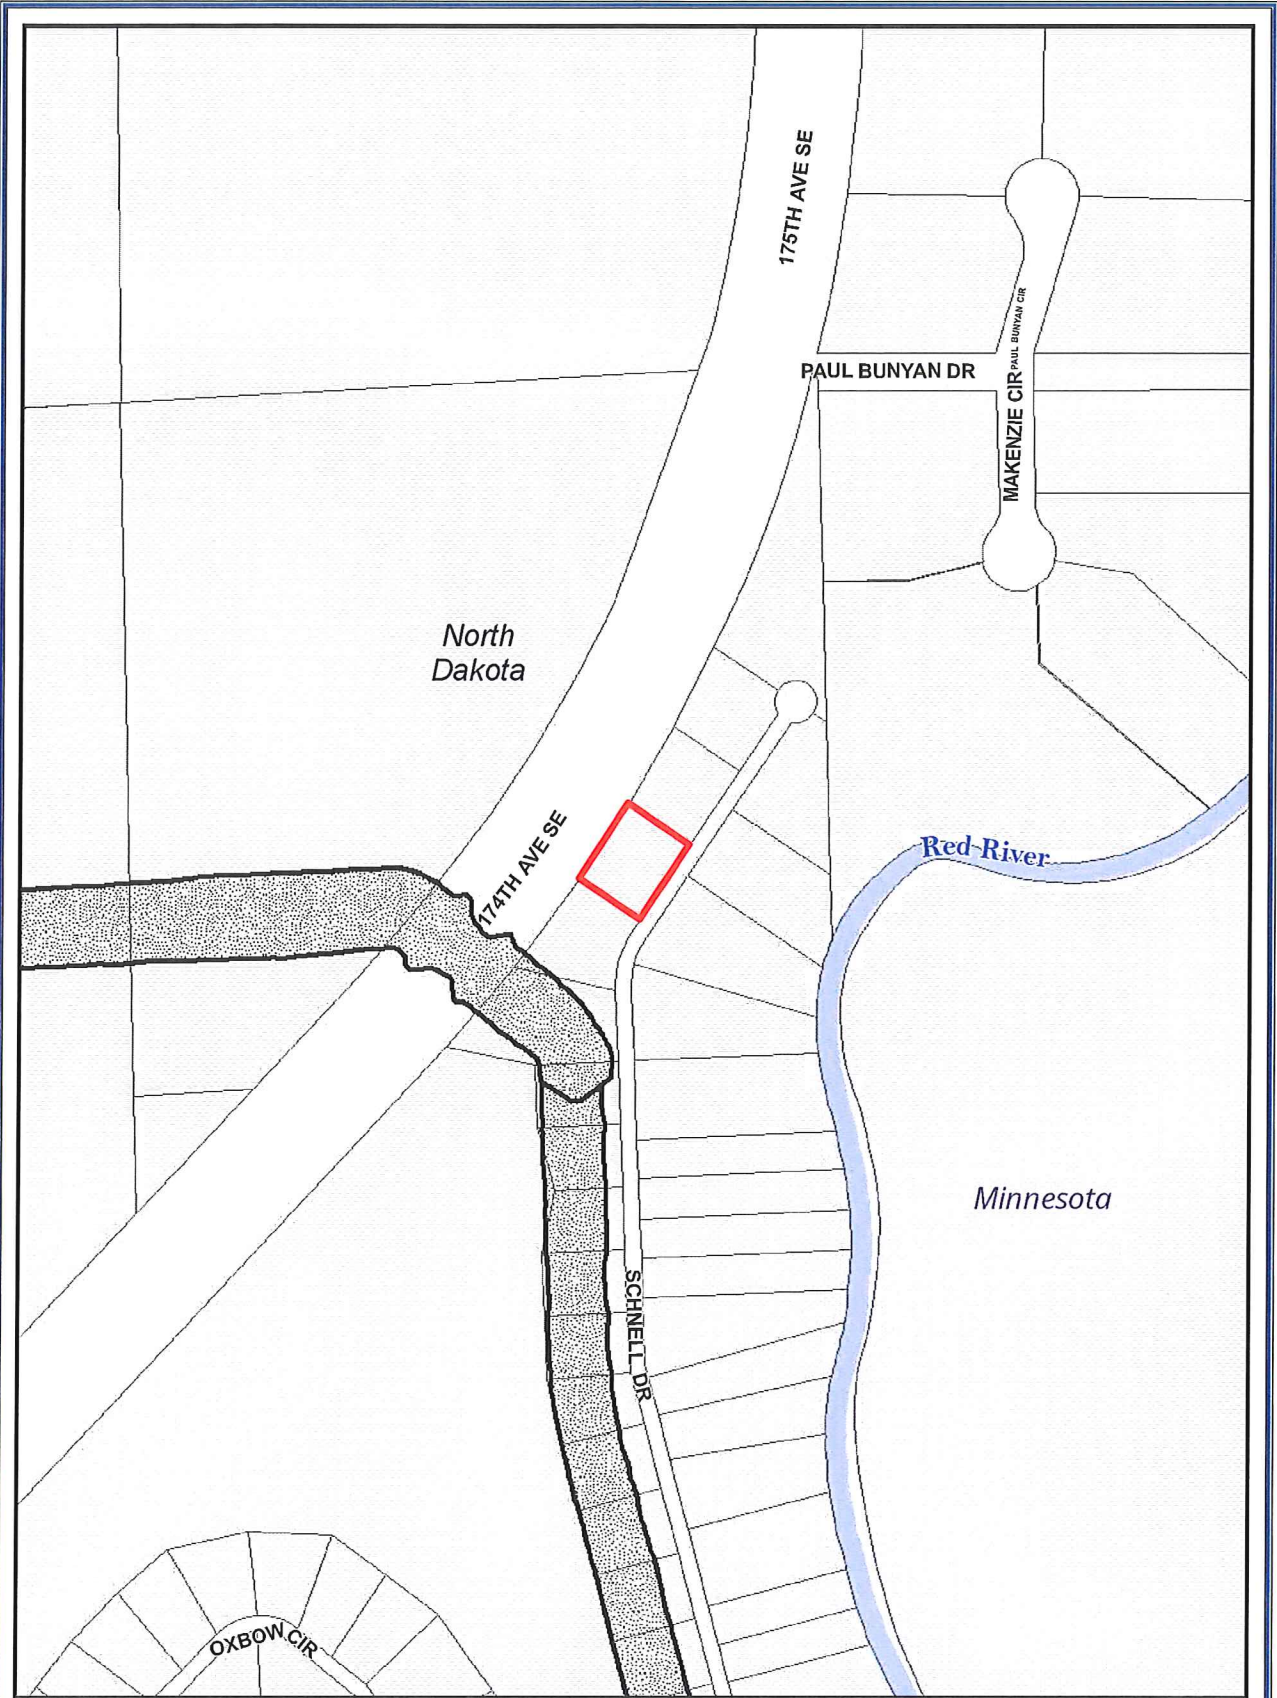 175TH AVE SE
PAUL BUNYAN CIR
PAUL BUNYAN DR
MAKENZIE CIR
North
Dakota
174TH AVE SE
Red River
Minnesota
SCHNELL DR
OXBOW CIR